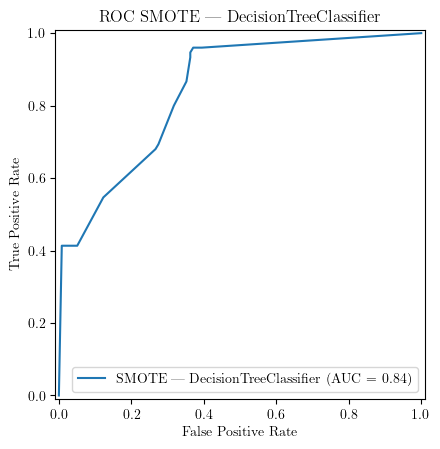 ROC SMOTE — DecisionTreeClassifier
1.0
0.8
0.6
0.4
0.2
0.0
True Positive Rate
SMOTE — DecisionTreeClassifier (AUC = 0.84)
0.0 0.2 0.4 0.6 0.8 1.0
False Positive Rate